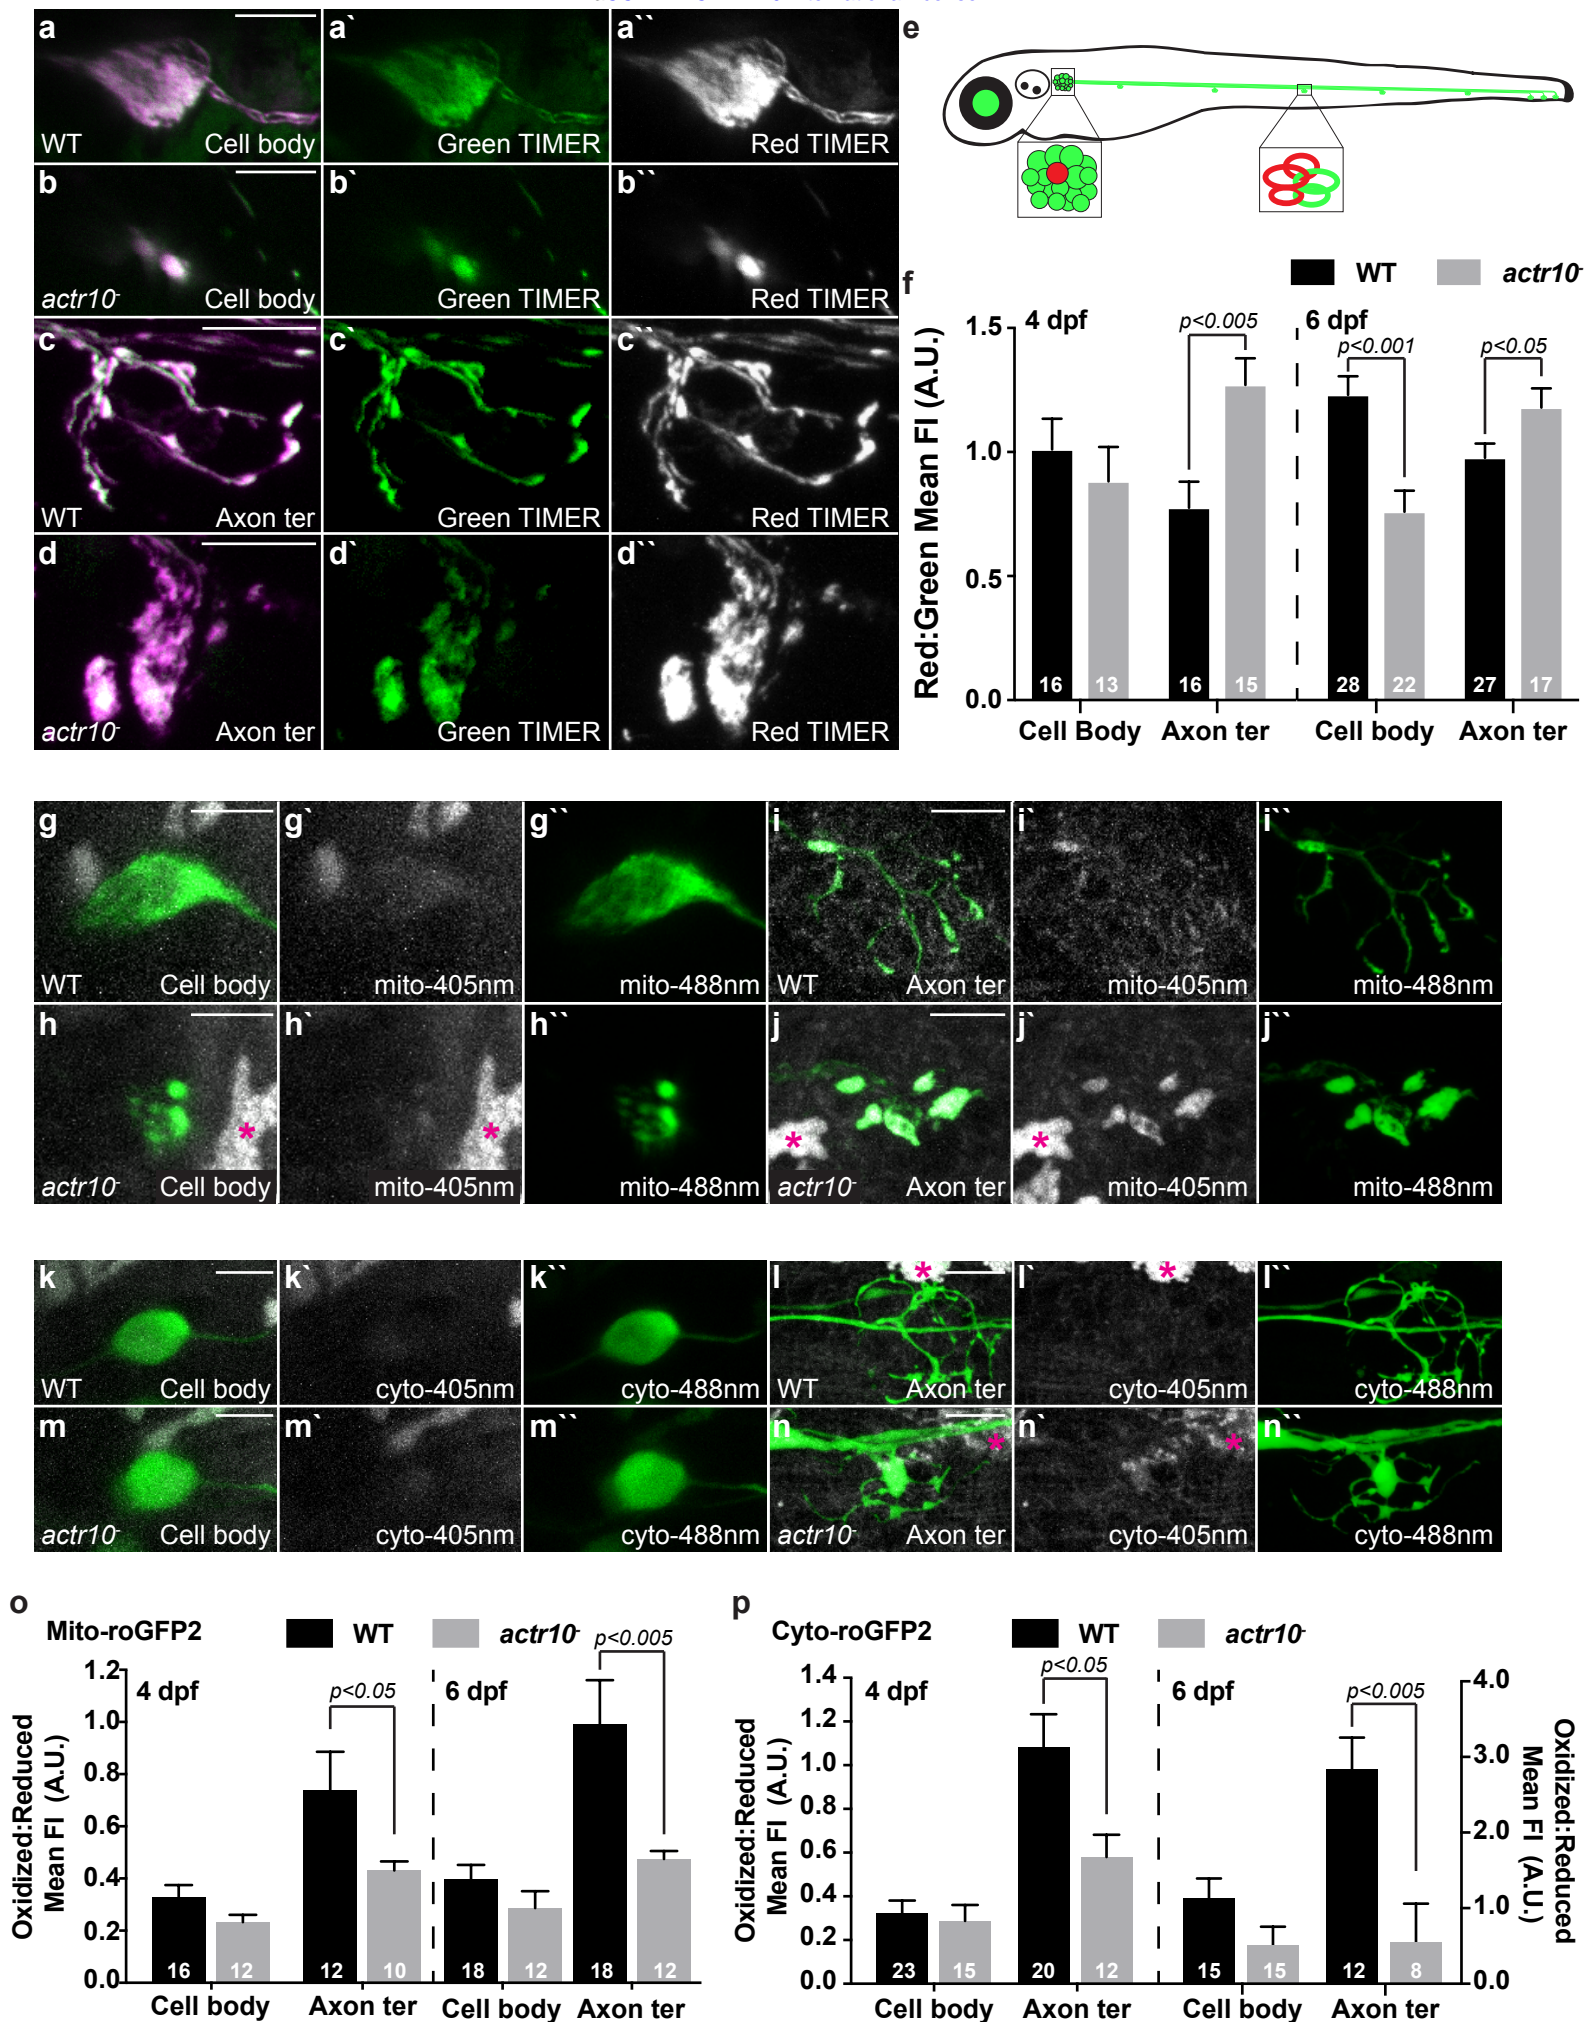 a
WT
Cell body
a`
Green TIMER
a``
Red TIMER
b
actr10-
Cell body
b`
Green TIMER
b``
Red TIMER
c
WT
Axon ter
c`
Green TIMER
c``
Red TIMER
d
actr10-
Axon ter
d`
Green TIMER
d``
Red TIMER
e
f
WT
actr10-
Red:Green Mean FI (A.U.)
1.5
1.0
0.5
0.0
4 dpf
p<0.005
6 dpf
p<0.001
p<0.05
16
13
16
15
28
22
27
17
Cell Body
Axon ter
Cell body
Axon ter
g
WT
Cell body
g`
mito-405nm
g``
mito-488nm
i
WT
Axon ter
i`
mito-405nm
i``
mito-488nm
h
actr10-
Cell body
*
h`
mito-405nm
*
h``
mito-488nm
j
actr10-
Axon ter
*
j`
mito-405nm
*
j``
mito-488nm
k
WT
Cell body
k`
cyto-405nm
k``
cyto-488nm
l
WT
Axon ter
*
l`
cyto-405nm
*
l``
cyto-488nm
m
actr10-
Cell body
m`
cyto-405nm
m``
cyto-488nm
n
actr10-
Axon ter
*
n`
cyto-405nm
*
n``
cyto-488nm
o
Mito-roGFP2
WT
actr10-
Oxidized:Reduced
Mean FI (A.U.)
1.2
1.0
0.8
0.6
0.4
0.2
0.0
4 dpf
p<0.05
6 dpf
p<0.005
16
12
12
10
18
12
18
12
Cell body
Axon ter
Cell body
Axon ter
p
Cyto-roGFP2
WT
actr10-
Oxidized:Reduced
Mean FI (A.U.)
1.4
1.2
1.0
0.8
0.6
0.4
0.2
0.0
4 dpf
p<0.05
6 dpf
p<0.005
23
15
20
12
15
15
12
8
Cell body
Axon ter
Cell body
Axon ter
4.0
3.0
2.0
1.0
0.0
Oxidized:Reduced
Mean FI (A.U.)